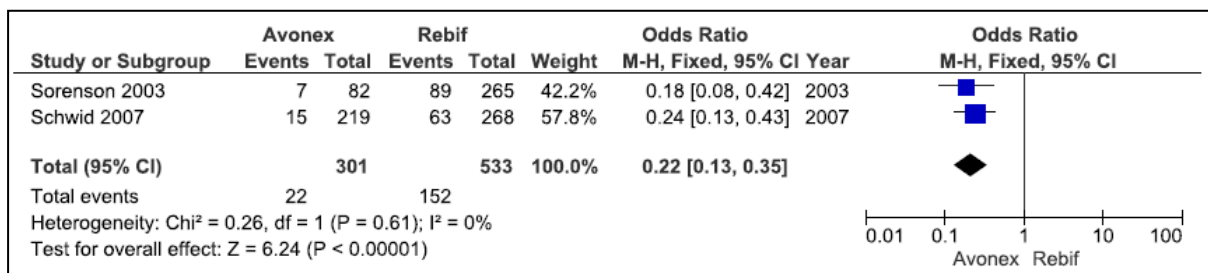 Avonex Rebif Odds Ratio Odds Ratio
Study or Subgroup Events Total Events Total Weight M-H, Fixed, 95% CI Year M-H, Fixed, 95% CI
Sorenson 2003 7 82 89 265 42.2% 0.18 [0.08, 0.42] 2003
Schwid 2007 15 219 63 268 57.8% 0.24 [0.13, 0.43] 2007
Total (95% CI) 301 533 100.0% 0.22 [0.13, 0.35]
Total events 22 152
Heterogeneity: Chi² = 0.26, df = 1 (P = 0.61); I² = 0%
Test for overall effect: Z = 6.24 (P < 0.00001)
0.01 0.1 1 10 100
Avonex Rebif